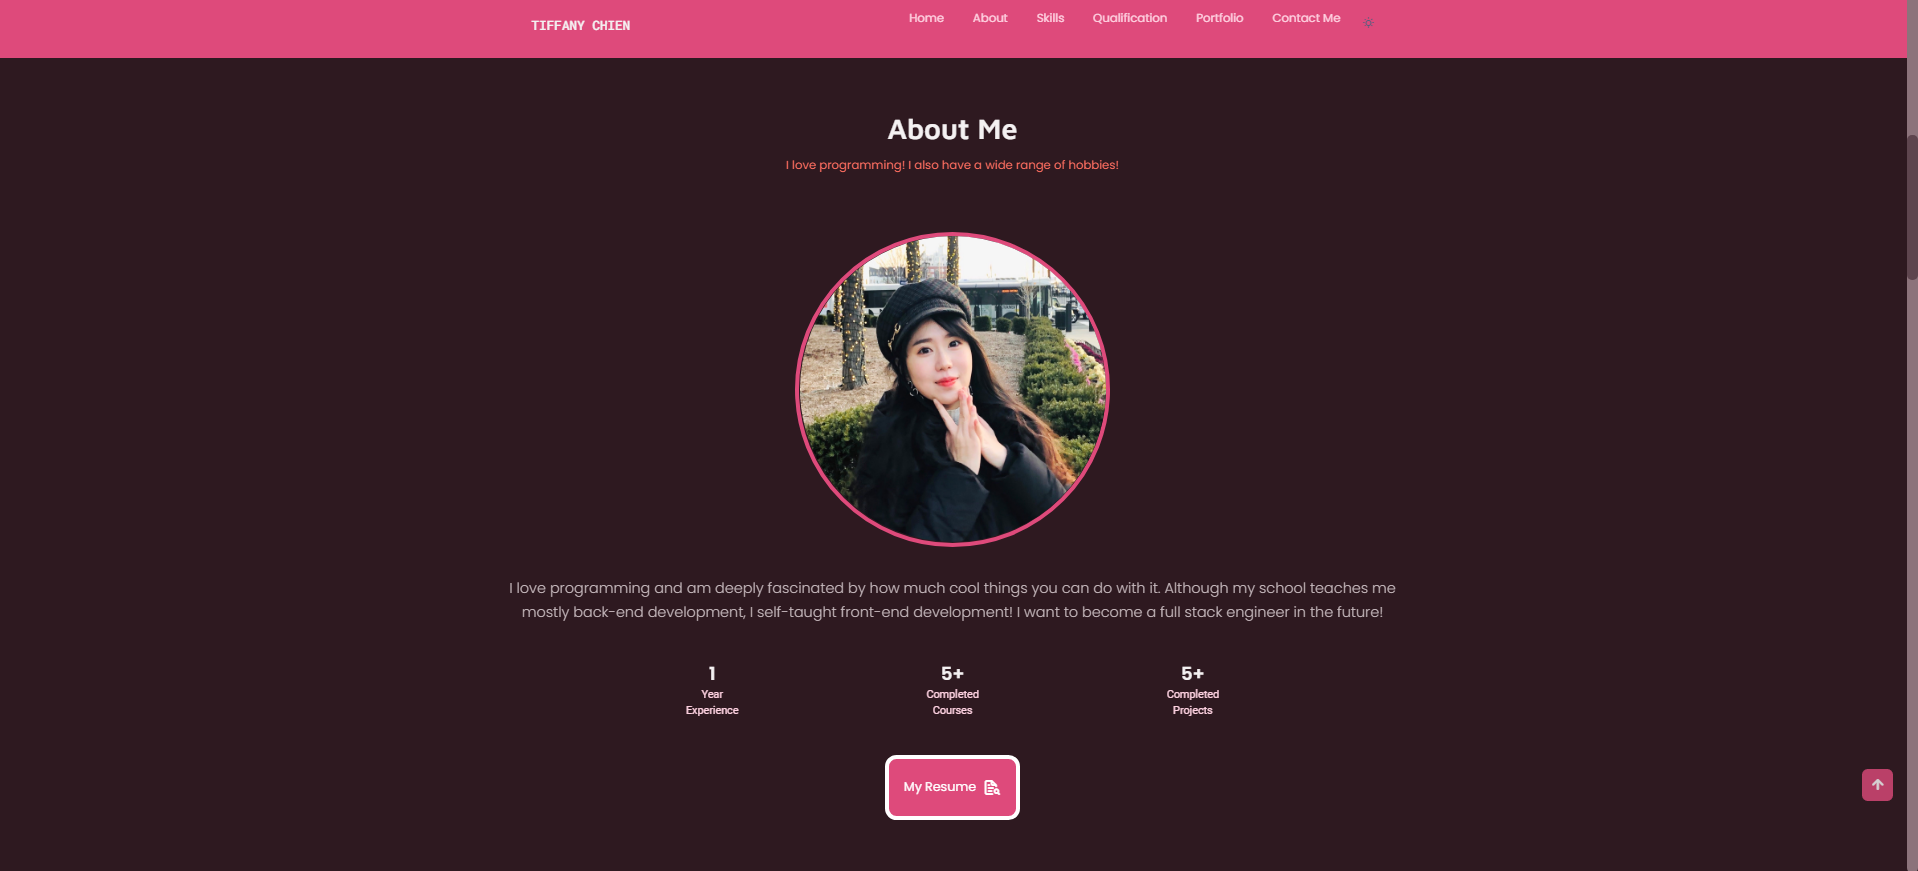 TIFFANY CHIEN
Home About Skills Qualification Portfolio Contact Me
About Me
I love programming! I also have a wide range of hobbies!
I love programming and am deeply fascinated by how much cool things you can do with it. Although my school teaches me
mostly back-end development, I self-taught front-end development! I want to become a full stack engineer in the future!
1
Year
Experience
5+
Completed
Courses
5+
Completed
Projects
My Resume